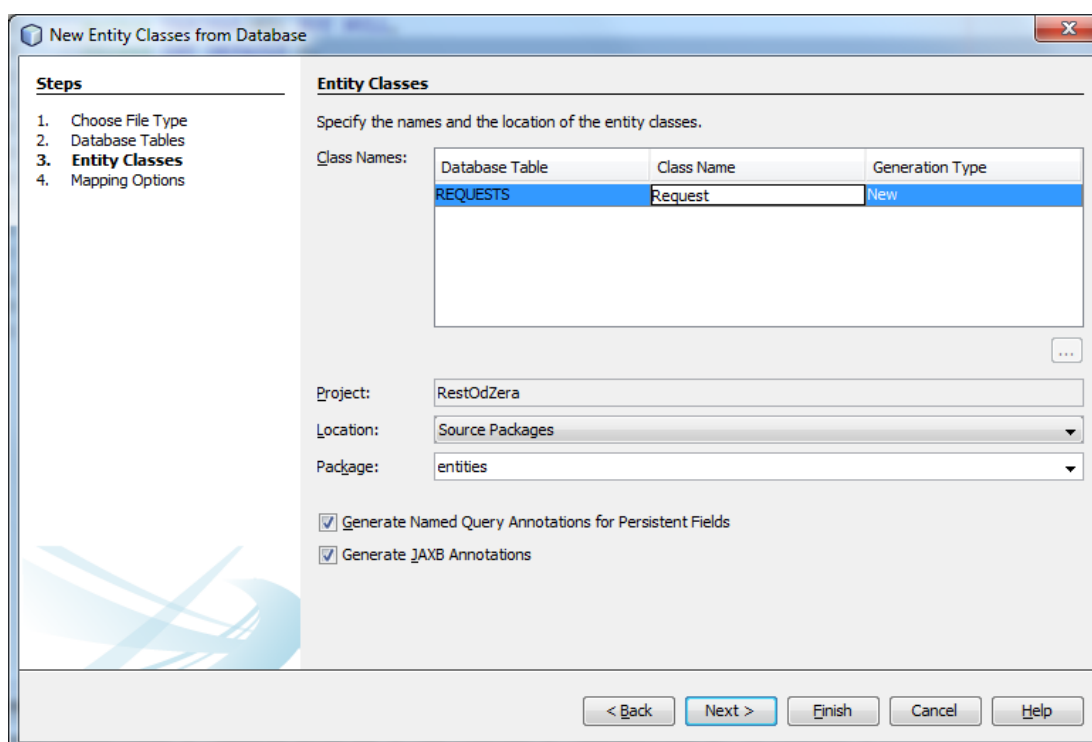 New Entity Classes from Database
Steps
1. Choose File Type
2. Database Tables
3. Entity Classes
4. Mapping Options
Entity Classes
Specify the names and the location of the entity classes.
Class Names:
Database Table Class Name Generation Type
REQUESTS Request New
...
Project: RestOdZera
Location: Source Packages
Package: entities
Generate Named Query Annotations for Persistent Fields
Generate JAXB Annotations
< Back Next > Finish Cancel Help